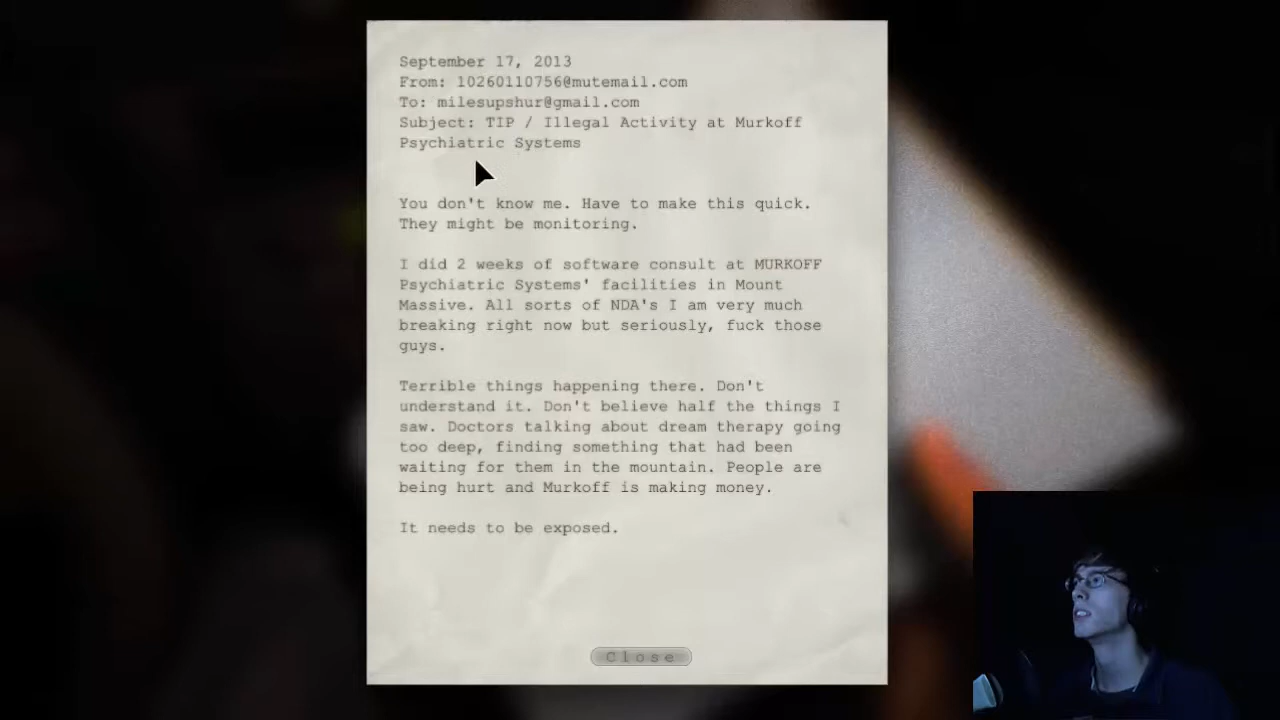 September 17, 2013
From: 10260110756@mutemail.com
To: milesupshur@gmail.com
Subject: TIP / Illegal Activity at Murkoff
Psychiatric Systems
You don't know me. Have to make this quick.
They might be monitoring.
I did 2 weeks of software consult at MURKOFF
Psychiatric Systems' facilities in Mount
Massive. All sorts of NDA's I am very much
breaking right now but seriously, fuck those
guys.
Terrible things happening there. Don't
understand it. Don't believe half the things I
saw. Doctors talking about dream therapy going
too deep, finding something that had been
waiting for them in the mountain. People are
being hurt and Murkoff is making money.
It needs to be exposed.
Close